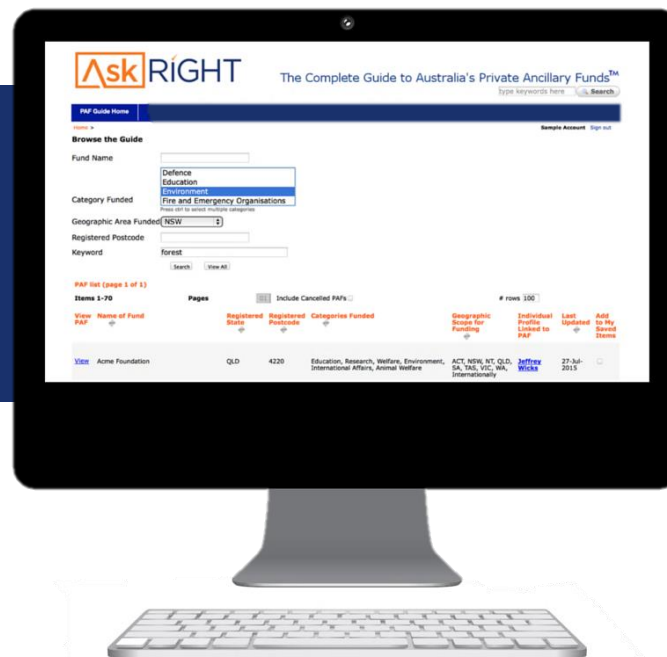 AskRIGHT
The Complete Guide to Australia's Private Ancillary Funds™
type keywords here Search
PAF Guide Home
Home >
Sample Account Sign out
Browse the Guide
Fund Name
Defence
Education
Environment
Category Funded Fire and Emergency Organisations
Press ctrl to select multiple categories
Geographic Area Funded NSW
Registered Postcode
Keyword forest
Search View All
PAF list (page 1 of 1)
Items 1-70 Pages Include Cancelled PAFs # rows 100
View PAF Name of Fund Registered State Registered Postcode Categories Funded Geographic Scope for Funding Individual Profile Linked to PAF Last Updated Add to My Saved Items
View Acme Foundation QLD 4220 Education, Research, Welfare, Environment, International Affairs, Animal Welfare ACT, NSW, NT, QLD, SA, TAS, VIC, WA, Internationally Jeffrey Wicks 27-Jul-2015